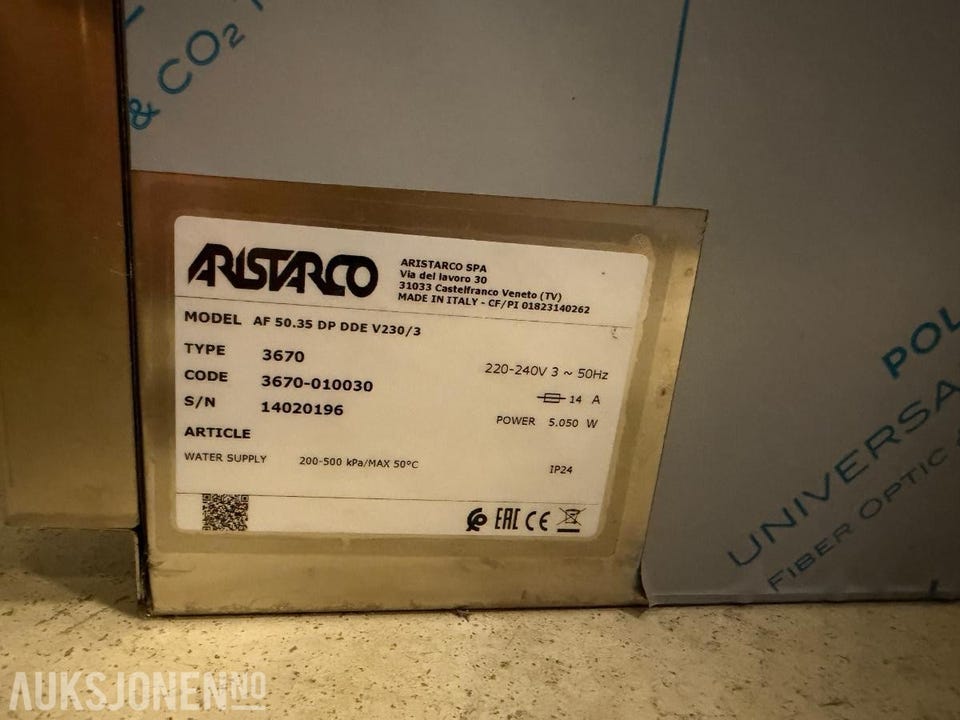 & CO2
ARISTARCO
ARISTARCO SPA
Via del lavoro 30
31033 Castelfranco Veneto (TV)
MADE IN ITALY - CF/PI 01823140262
MODEL AF 50.35 DP DDE V230/3
TYPE 3670
CODE 3670-010030
S/N 14020196
ARTICLE
WATER SUPPLY 200-500 kPa/MAX 50°C
220-240V 3 ~ 50Hz
14 A
POWER 5.050 W
IP24
EAC CE
POL
UNIVERSA
FIBER OPTIC
AUKSJONEN.NO